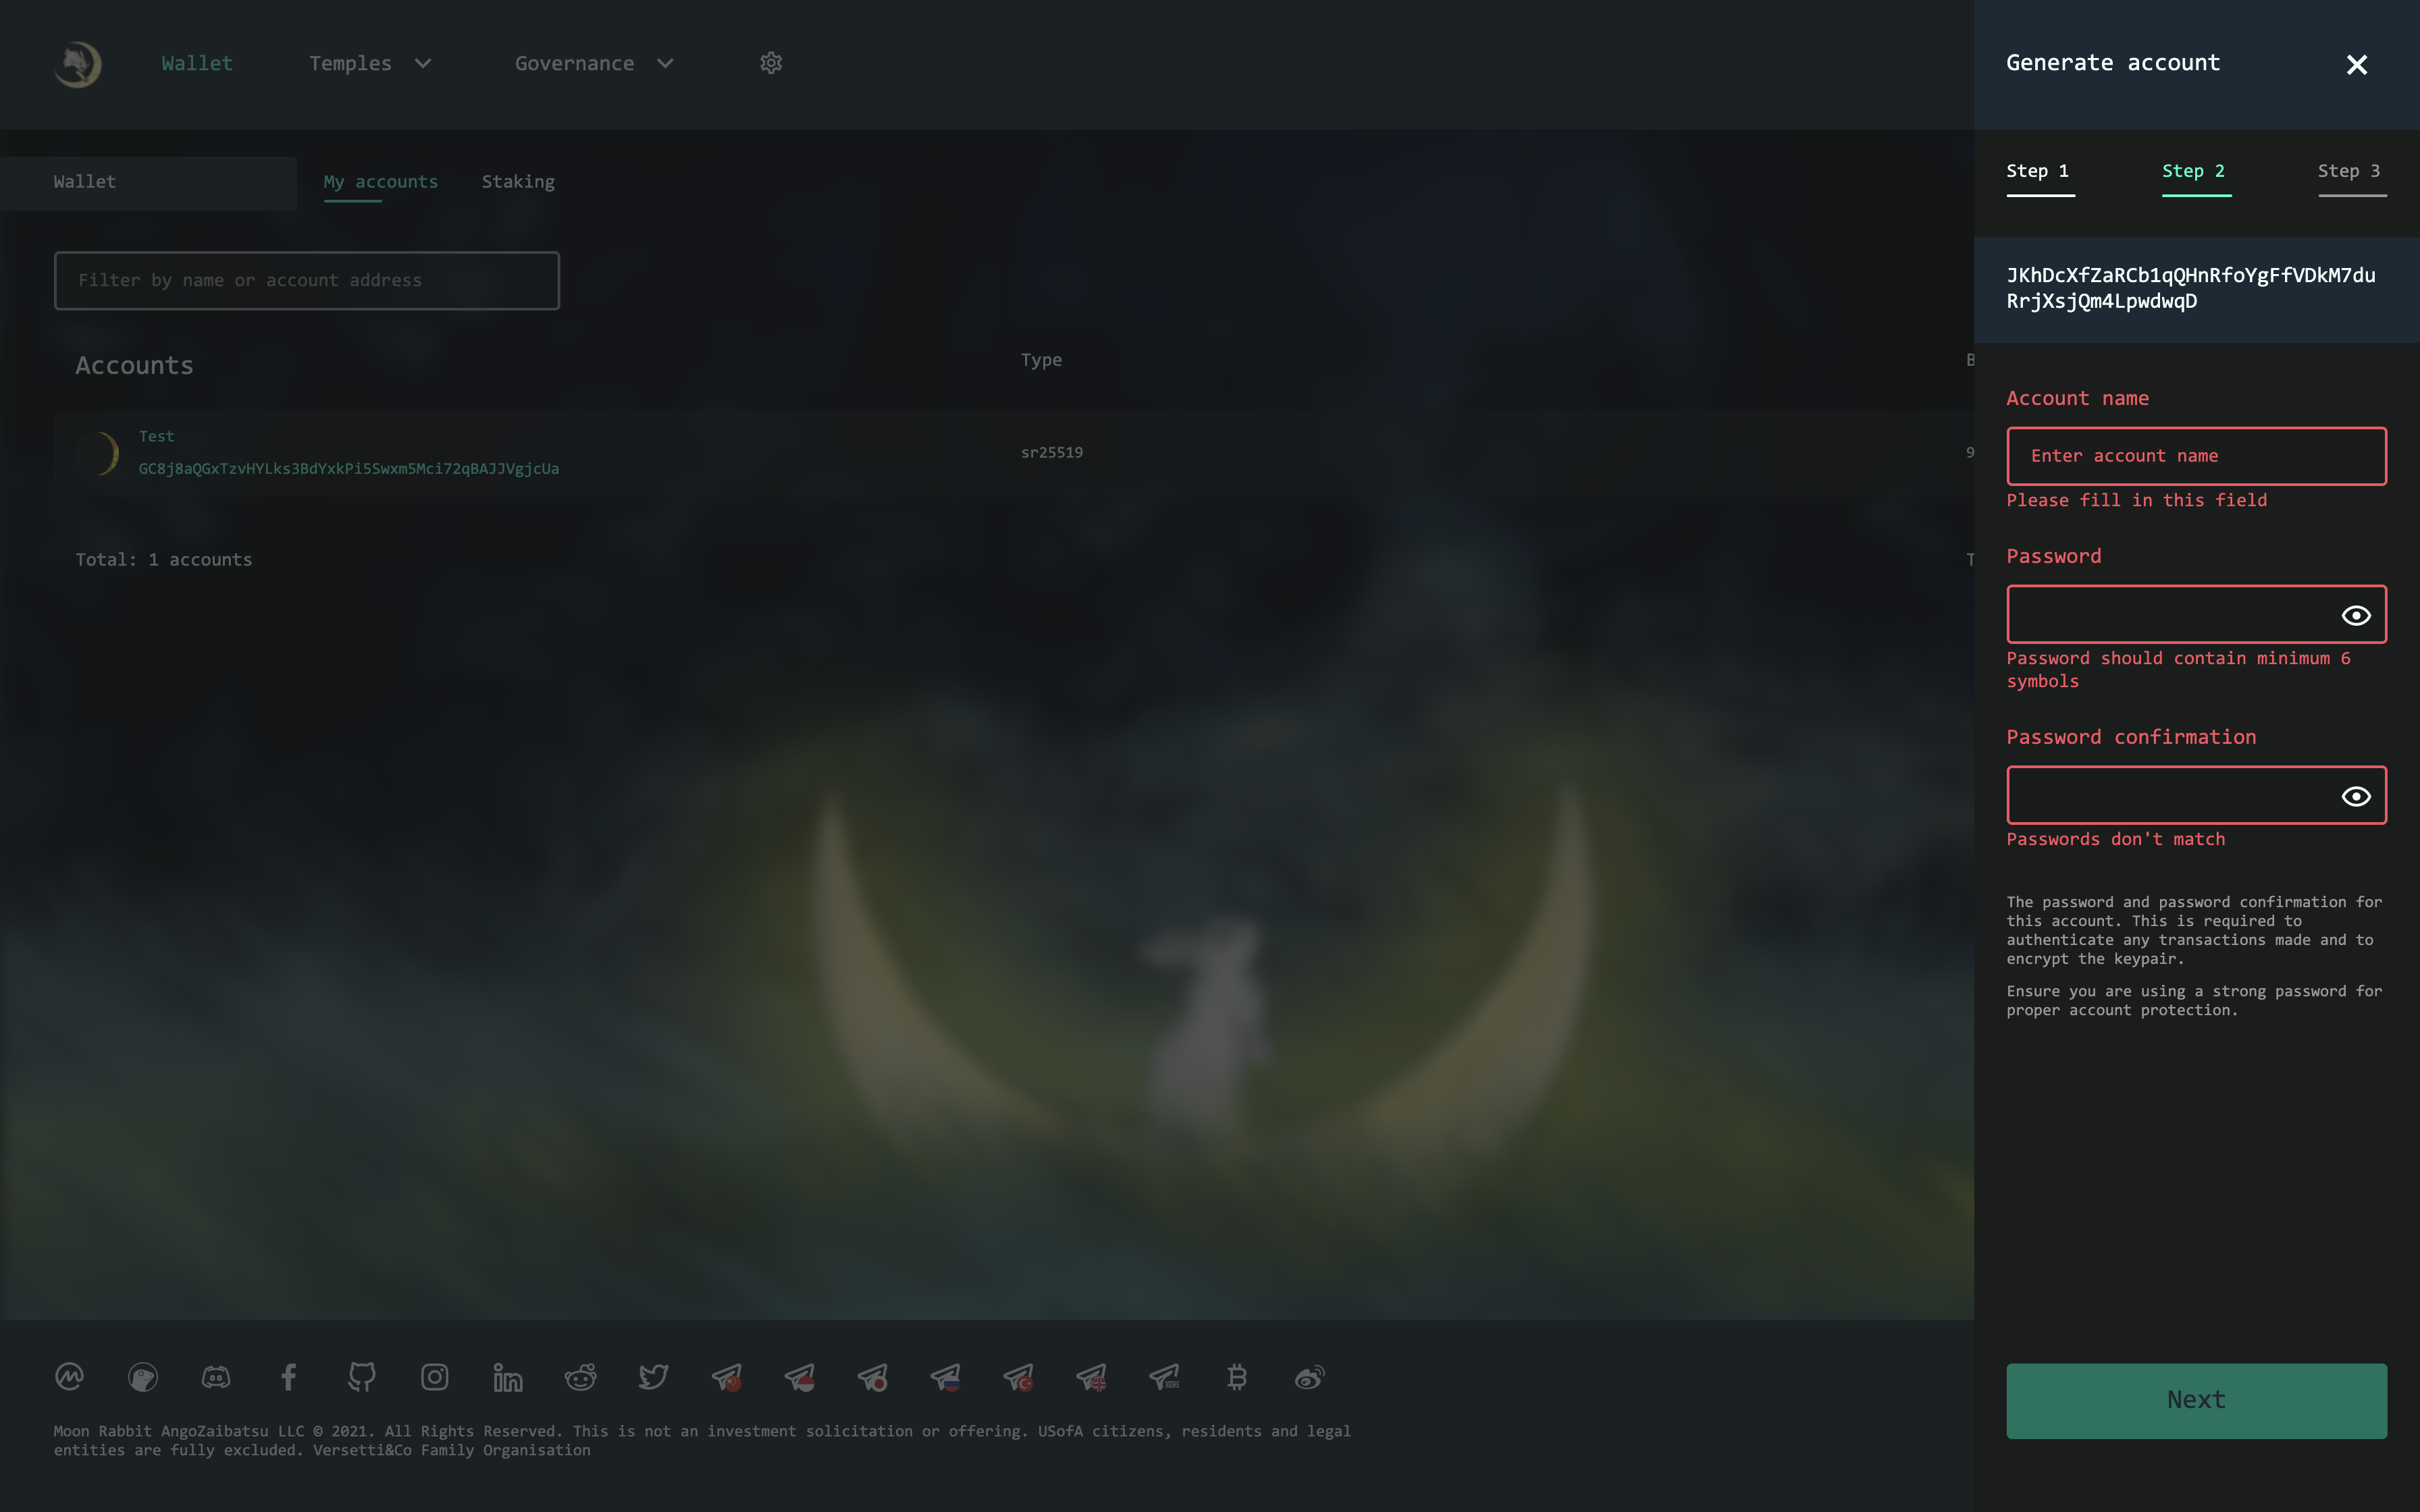 Wallet
Temples
Governance
Generate account
Wallet
My accounts
Staking
Step 1
Step 2
Step 3
Filter by name or account address
JKhDcXfZaRCb1qQHnRfoYgFfVDkM7du
RrjXsjQm4LpwdwqD
Accounts
Type
B
Test
GC8j8aQGxTzvHYLks3BdYxkPi5Swxm5Mci72qBAJJVgjcUa
sr25519
9
Total: 1 accounts
T
Account name
Enter account name
Please fill in this field
Password
Password should contain minimum 6
symbols
Password confirmation
Passwords don't match
The password and password confirmation for
this account. This is required to
authenticate any transactions made and to
encrypt the keypair.
Ensure you are using a strong password for
proper account protection.
Next
Moon Rabbit AngoZaibatsu LLC © 2021. All Rights Reserved. This is not an investment solicitation or offering. USofA citizens, residents and legal
entities are fully excluded. Versetti&Co Family Organisation